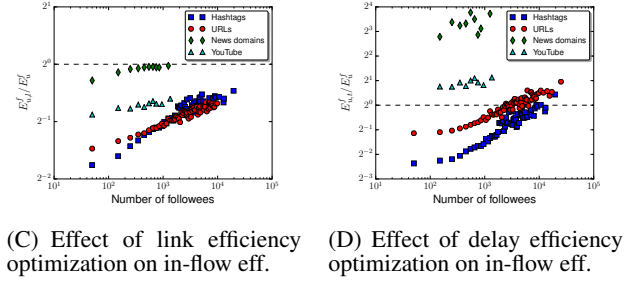 Hashtags
URLs
News domains
YouTube
2^0
2^{-1}
2^{-2}
E^f_{u,l}/E^f_u
10^1 10^2 10^3 10^4 10^5
Number of followees
(C) Effect of link efficiency
optimization on in-flow eff.
Hashtags
URLs
News domains
YouTube
2^4
2^3
2^2
2^1
2^0
2^{-1}
2^{-2}
2^{-3}
E^f_{u,t}/E^f_u
10^1 10^2 10^3 10^4 10^5
Number of followees
(D) Effect of delay efficiency
optimization on in-flow eff.